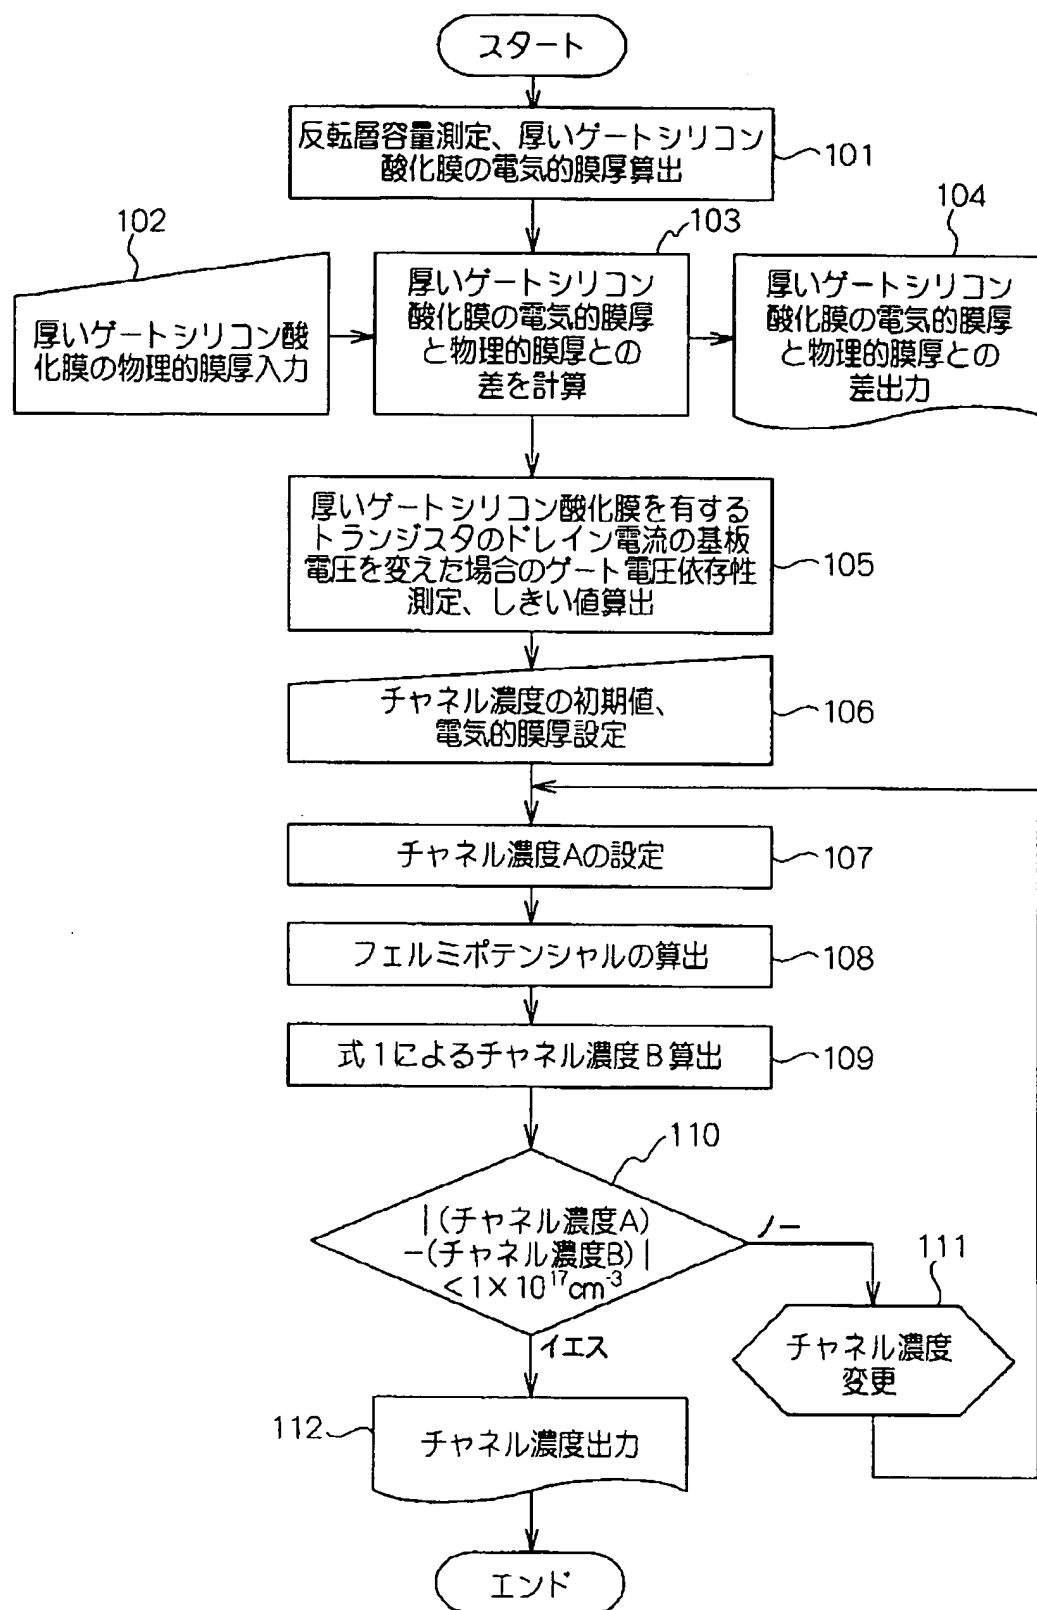 スタート
反転層容量測定、厚いゲートシリコン
酸化膜の電気的膜厚算出
101
102
厚いゲートシリコン酸
化膜の物理的膜厚入力
103
厚いゲートシリコン
酸化膜の電気的膜厚
と物理的膜厚との
差を計算
104
厚いゲートシリコン
酸化膜の電気的膜厚
と物理的膜厚との
差出力
厚いゲートシリコン酸化膜を有する
トランジスタのドレイン電流の基板
電圧を変えた場合のゲート電圧依存性
測定、しきい値算出
105
チャネル濃度の初期値、
電気的膜厚設定
106
チャネル濃度Aの設定
107
フェルミポテンシャルの算出
108
式1によるチャネル濃度B算出
109
110
|(チャネル濃度A)
-(チャネル濃度B)|
<1×10¹⁷cm⁻³
ノー
イエス
111
チャネル濃度
変更
112
チャネル濃度出力
エンド